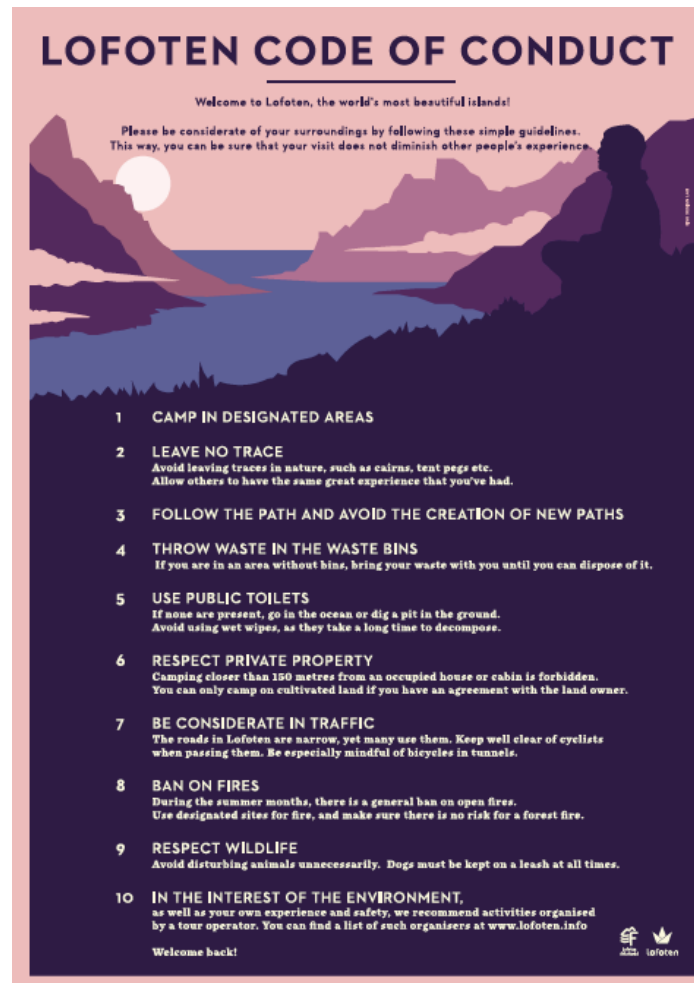 LOFOTEN CODE OF CONDUCT
Welcome to Lofoten, the world's most beautiful islands!
Please be considerate of your surroundings by following these simple guidelines.
This way, you can be sure that your visit does not diminish other people's experience.
1 CAMP IN DESIGNATED AREAS
2 LEAVE NO TRACE
Avoid leaving traces in nature, such as cairns, tent pegs etc.
Allow others to have the same great experience that you've had.
3 FOLLOW THE PATH AND AVOID THE CREATION OF NEW PATHS
4 THROW WASTE IN THE WASTE BINS
If you are in an area without bins, bring your waste with you until you can dispose of it.
5 USE PUBLIC TOILETS
If none are present, go in the ocean or dig a pit in the ground.
Avoid using wet wipes, as they take a long time to decompose.
6 RESPECT PRIVATE PROPERTY
Camping closer than 150 metres from an occupied house or cabin is forbidden.
You can only camp on cultivated land if you have an agreement with the land owner.
7 BE CONSIDERATE IN TRAFFIC
The roads in Lofoten are narrow, yet many use them. Keep well clear of cyclists
when passing them. Be especially mindful of bicycles in tunnels.
8 BAN ON FIRES
During the summer months, there is a general ban on open fires.
Use designated sites for fire, and make sure there is no risk for a forest fire.
9 RESPECT WILDLIFE
Avoid disturbing animals unnecessarily. Dogs must be kept on a leash at all times.
10 IN THE INTEREST OF THE ENVIRONMENT,
as well as your own experience and safety, we recommend activities organised
by a tour operator. You can find a list of such organisers at www.lofoten.info
Welcome back!
lofoten